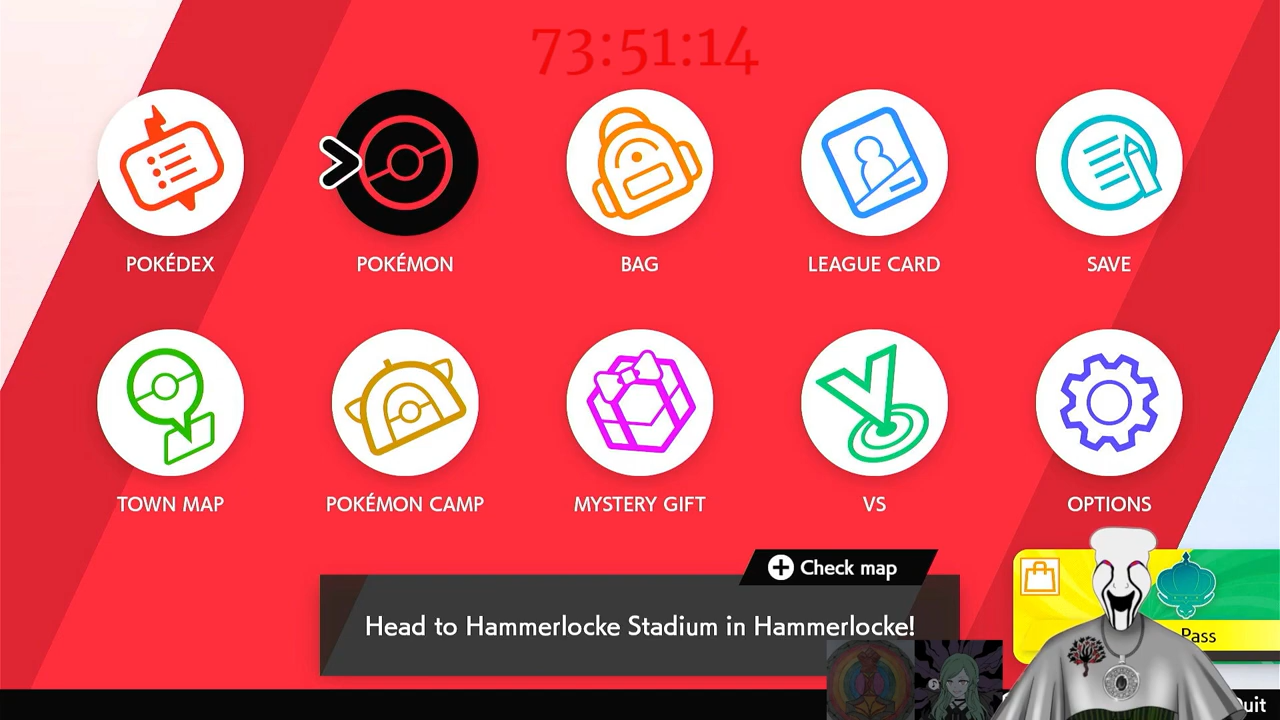 73:51:14
POKÉDEX
POKÉMON
BAG
LEAGUE CARD
SAVE
TOWN MAP
POKÉMON CAMP
MYSTERY GIFT
VS
OPTIONS
Check map
Head to Hammerlocke Stadium in Hammerlocke!
Pass